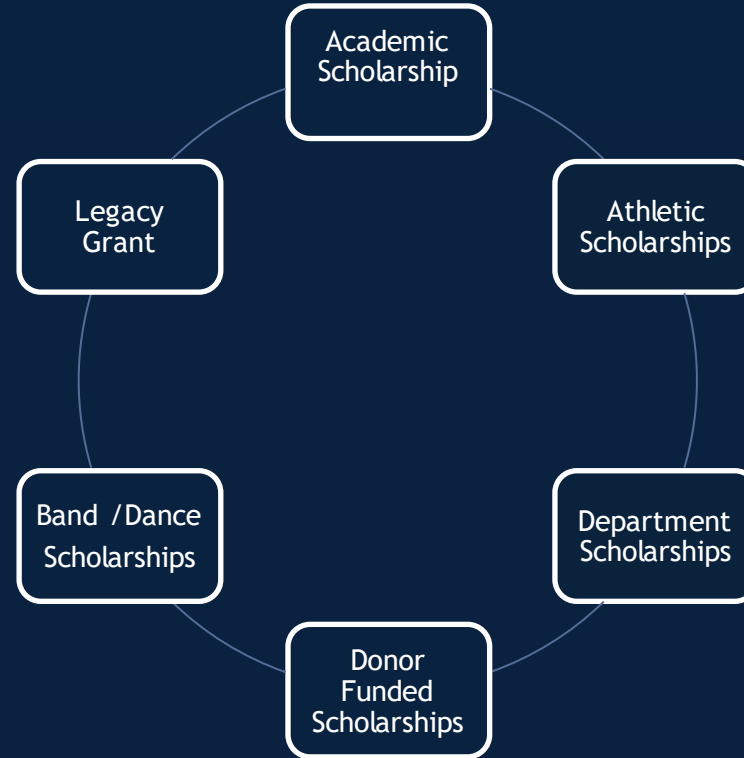 Academic
Scholarship
Athletic
Scholarships
Department
Scholarships
Donor
Funded
Scholarships
Band /Dance
Scholarships
Legacy
Grant